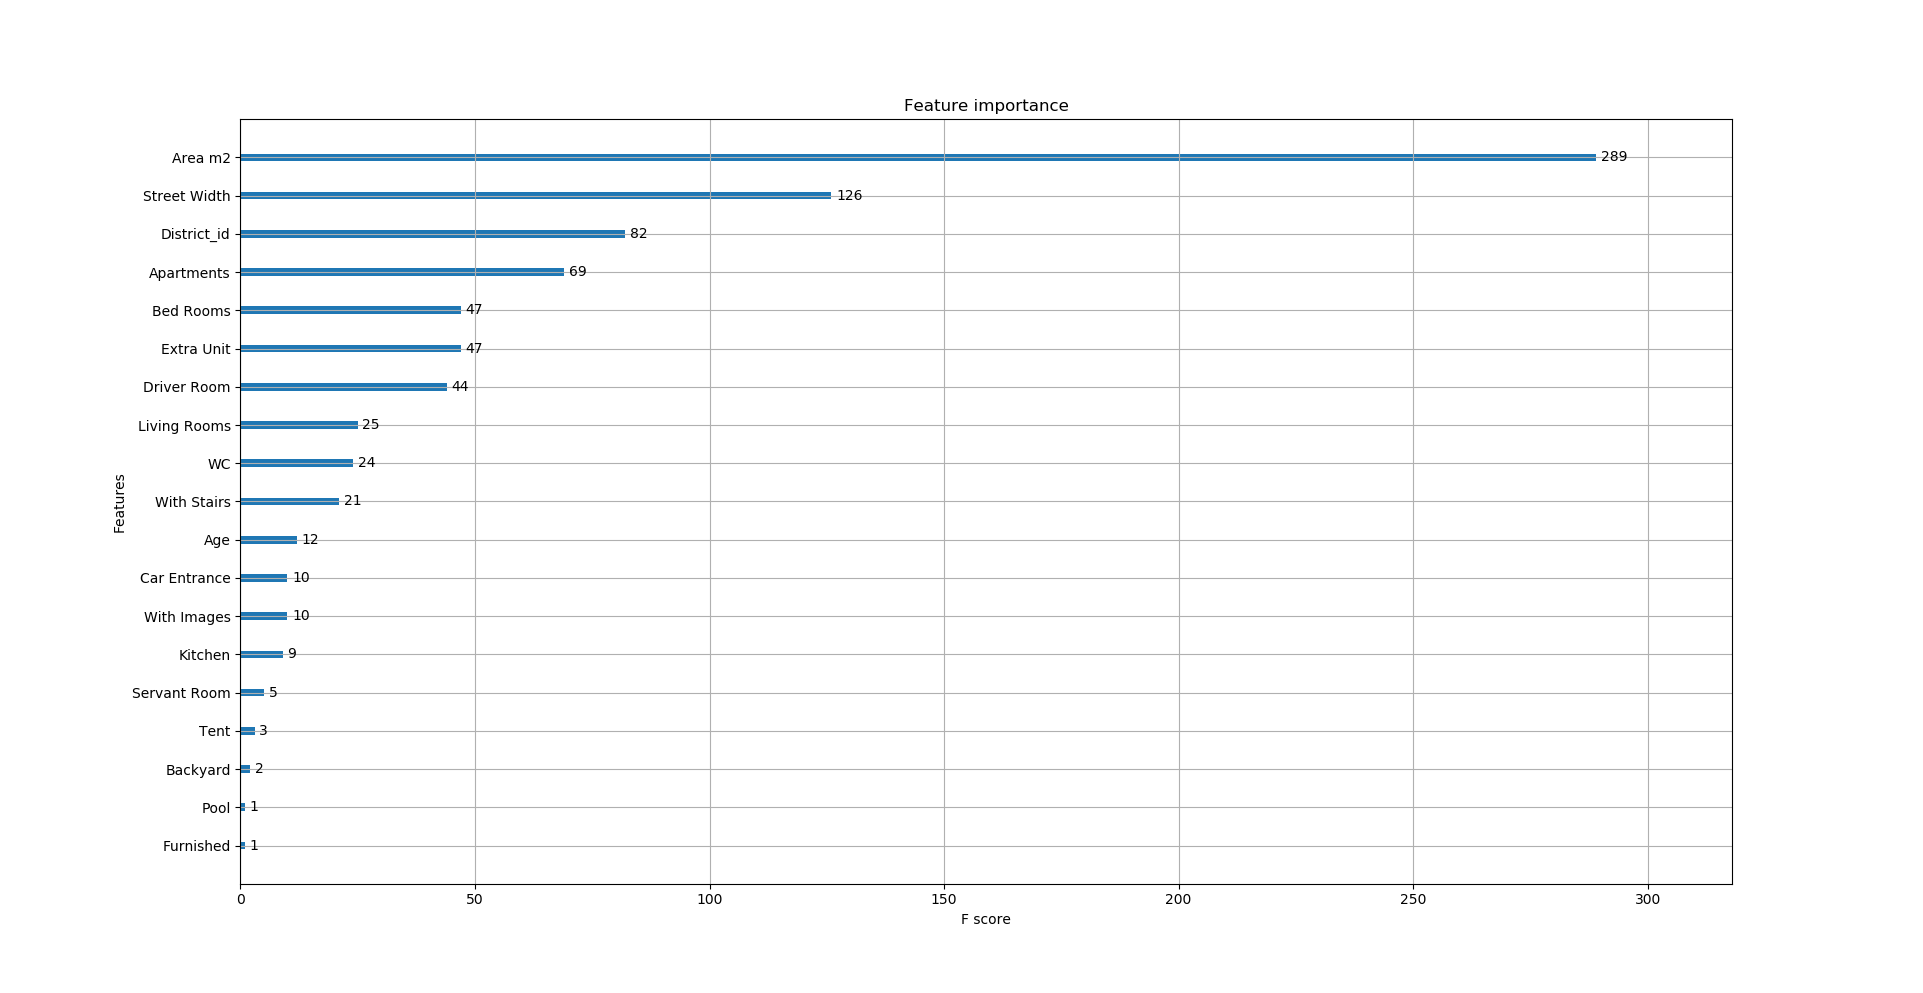 Feature importance
Area m2 289
Street Width 126
District_id 82
Apartments 69
Bed Rooms 47
Extra Unit 47
Driver Room 44
Living Rooms 25
WC 24
With Stairs 21
Age 12
Car Entrance 10
With Images 10
Kitchen 9
Servant Room 5
Tent 3
Backyard 2
Pool 1
Furnished 1
Features
0 50 100 150 200 250 300
F score